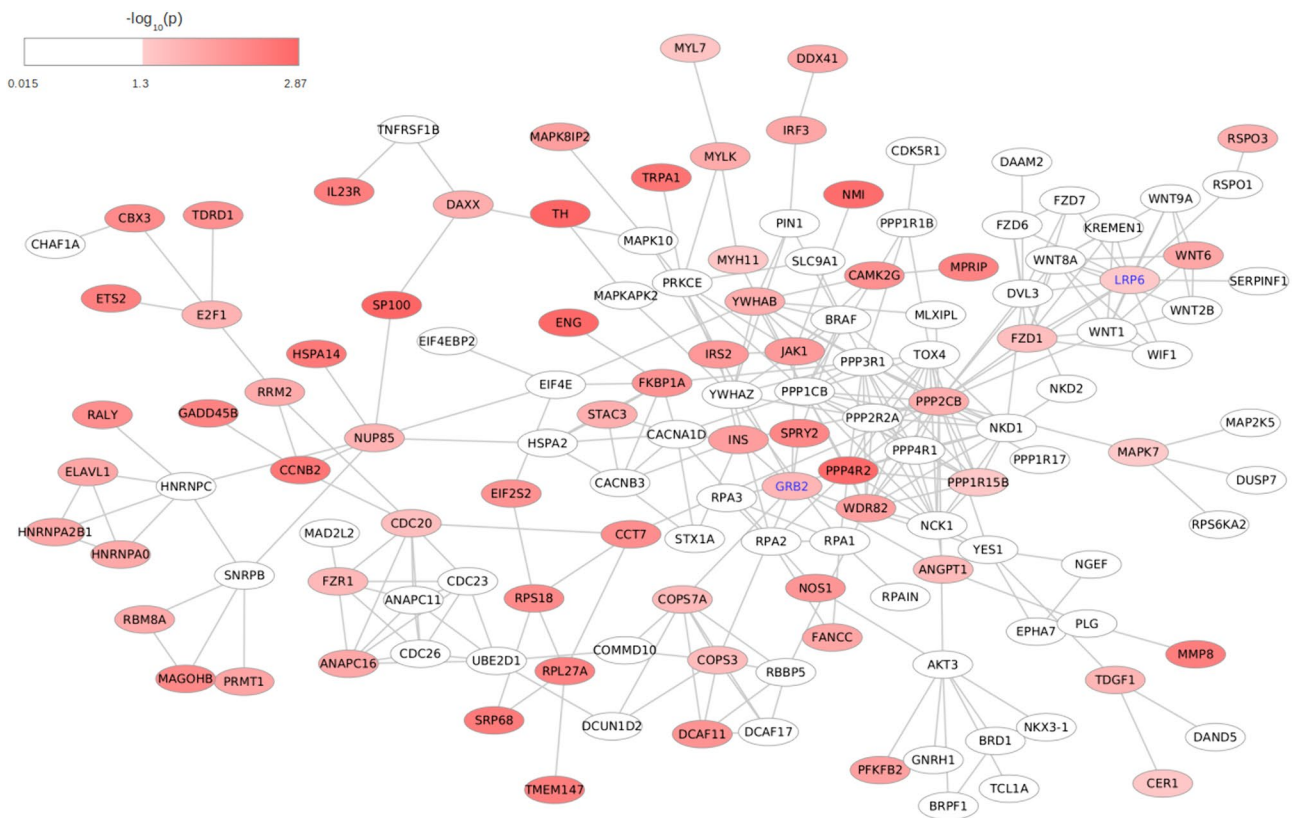 -log10(p)
0.015 1.3 2.87
MYL7
DDX41
TNFRSF1B
MAPK8IP2
IRF3
RSPO3
CDK5R1
MYLK
DAAM2
TRPA1
RSPO1
IL23R
NMI
DAXX
FZD7
WNT9A
CBX3
TDRD1
TH
PIN1
PPP1R1B
FZD6
KREMEN1
CHAF1A
MAPK10
MYH11
SLC9A1
WNT8A
WNT6
CAMK2G
MPRIP
PRKCE
LRP6
SERPINF1
ETS2
SP100
MAPKAPK2
YWHAB
DVL3
E2F1
BRAF
MLXIPL
WNT2B
ENG
WNT1
EIF4EBP2
FZD1
HSPA14
IRS2
JAK1
PPP3R1
TOX4
WIF1
RRM2
EIF4E
FKBP1A
YWHAZ
PPP1CB
NKD2
PPP2CB
RALY
GADD45B
STAC3
PPP2R2A
MAP2K5
NKD1
NUP85
HSPA2
CACNA1D
INS
SPRY2
PPP4R1
MAPK7
ELAVL1
CCNB2
PPP4R2
PPP1R17
HNRNPC
CACNB3
GRB2
PPP1R15B
DUSP7
EIF2S2
RPA3
WDR82
CDC20
NCK1
RPS6KA2
HNRNPA2B1
MAD2L2
CCT7
STX1A
RPA2
RPA1
YES1
HNRNPA0
NGEF
SNRPB
FZR1
CDC23
ANGPT1
NOS1
RPAIN
ANAPC11
RPS18
COPS7A
RBM8A
PLG
EPHA7
FANCC
CDC26
COMMD10
MMP8
ANAPC16
UBE2D1
COPS3
AKT3
MAGOHB
PRMT1
RPL27A
RBBP5
TDGF1
SRP68
DCUN1D2
DCAF11
DCAF17
NKX3-1
DAND5
BRD1
GNRH1
PFKFB2
CER1
TMEM147
TCL1A
BRPF1